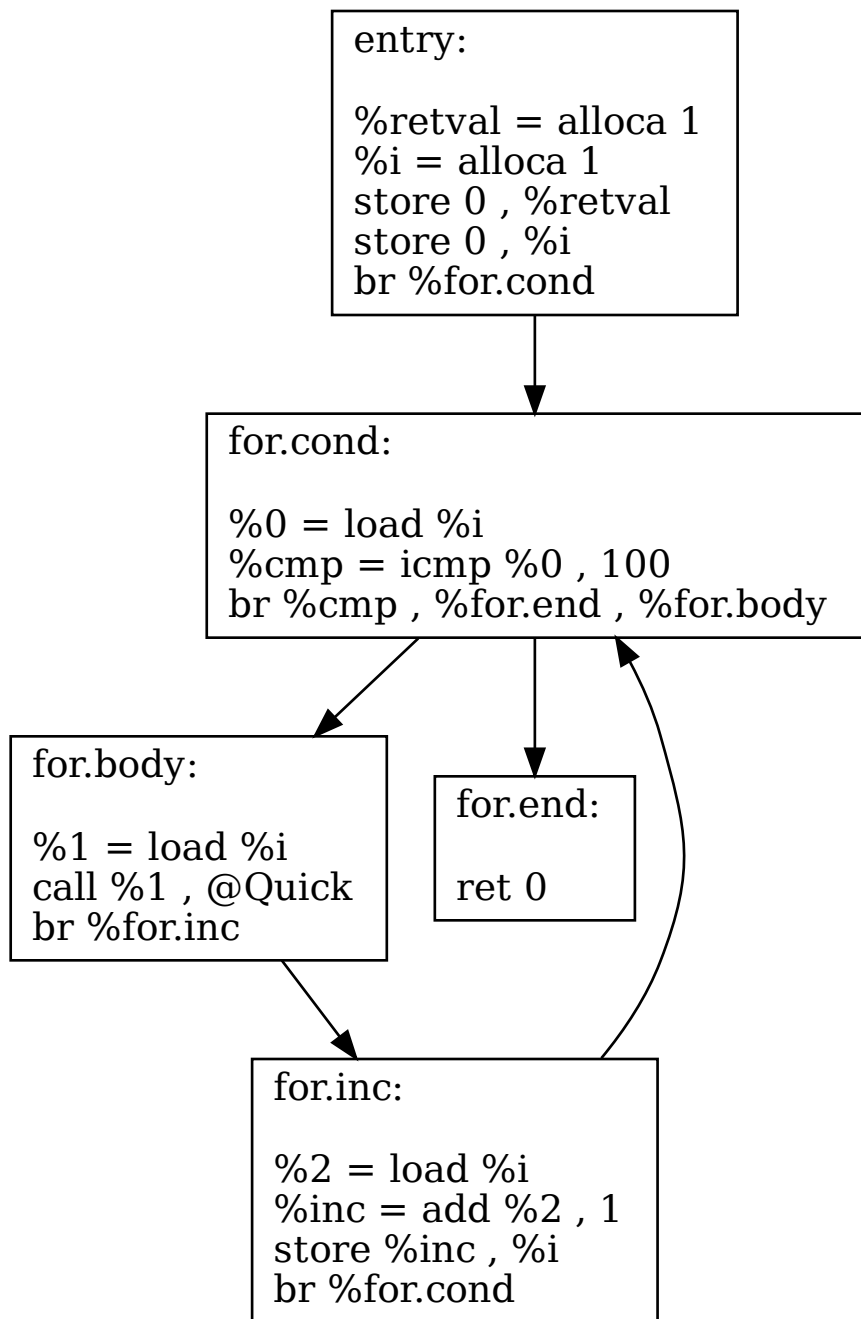 entry:
%retval = alloca 1
%i = alloca 1
store 0 , %retval
store 0 , %i
br %for.cond
for.cond:
%0 = load %i
%cmp = icmp %0 , 100
br %cmp , %for.end , %for.body
for.body:
%1 = load %i
call %1 , @Quick
br %for.inc
for.end:
ret 0
for.inc:
%2 = load %i
%inc = add %2 , 1
store %inc , %i
br %for.cond